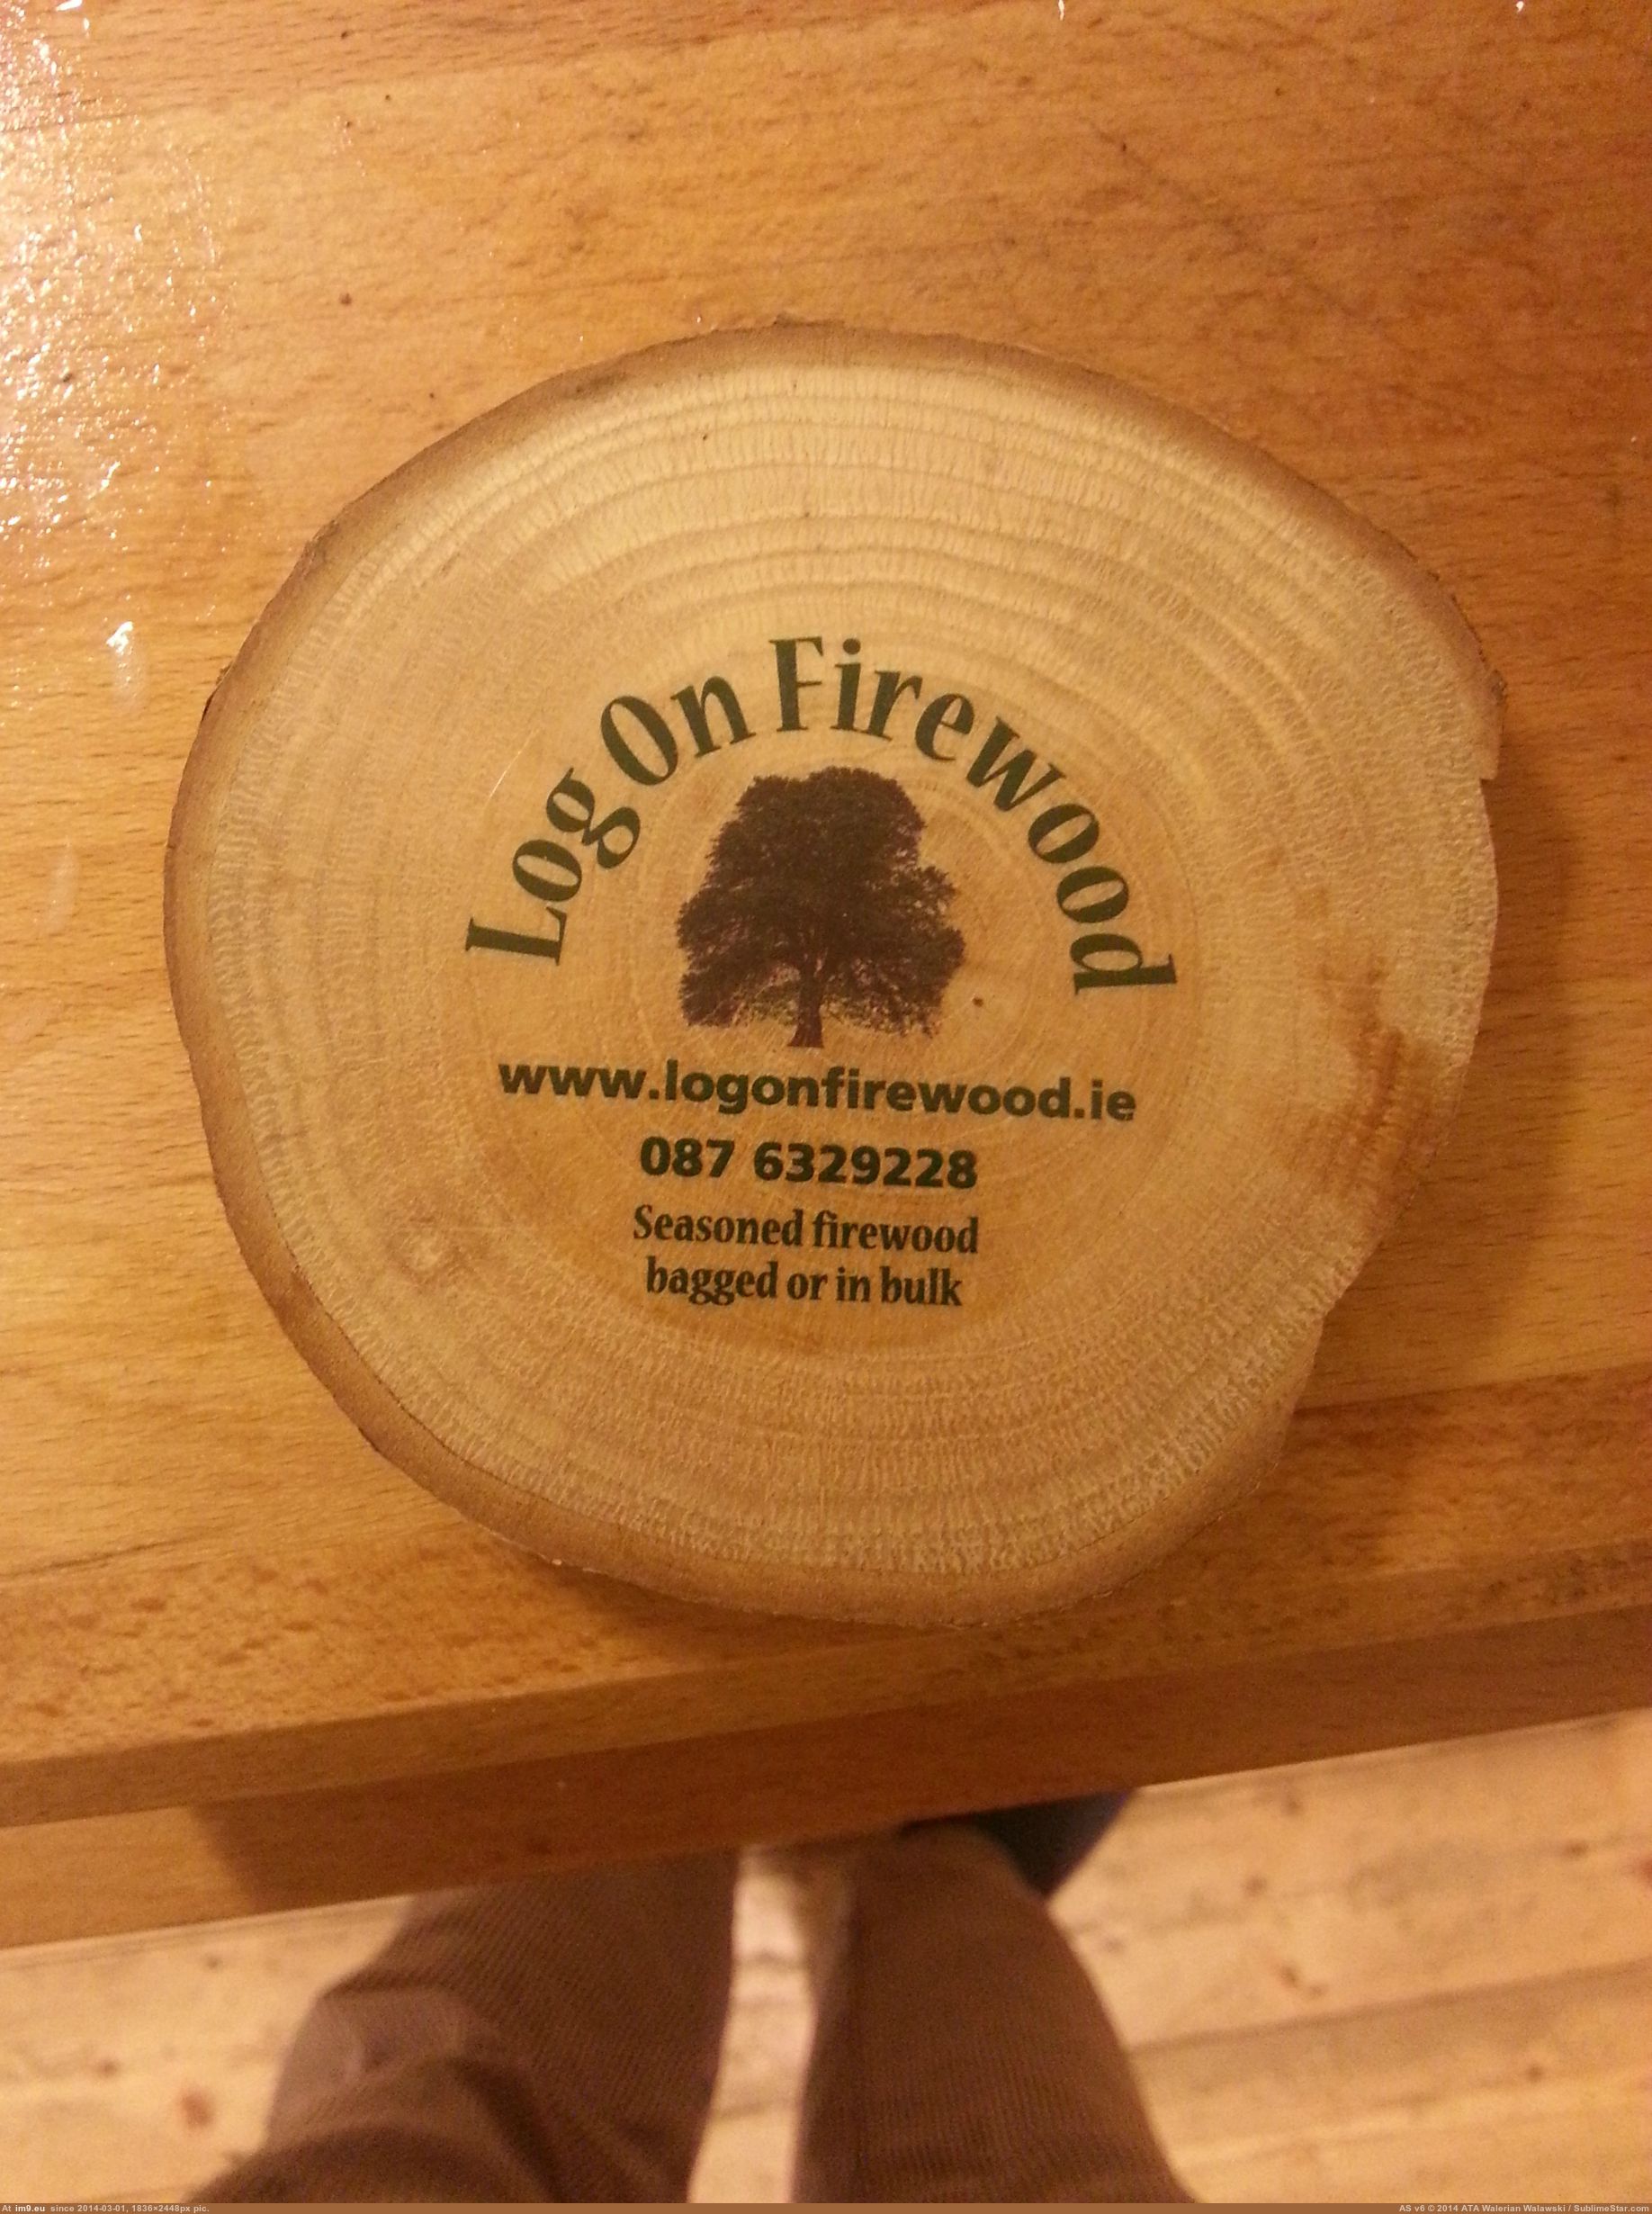 Log On Firewood
www.logonfirewood.ie
087 6329228
Seasoned firewood
bagged or in bulk
At im9.eu since 2014-03-01, 1836×2448px pic.
AS v6 © 2014 ATA Walerian Walawski / SublimeStar.com